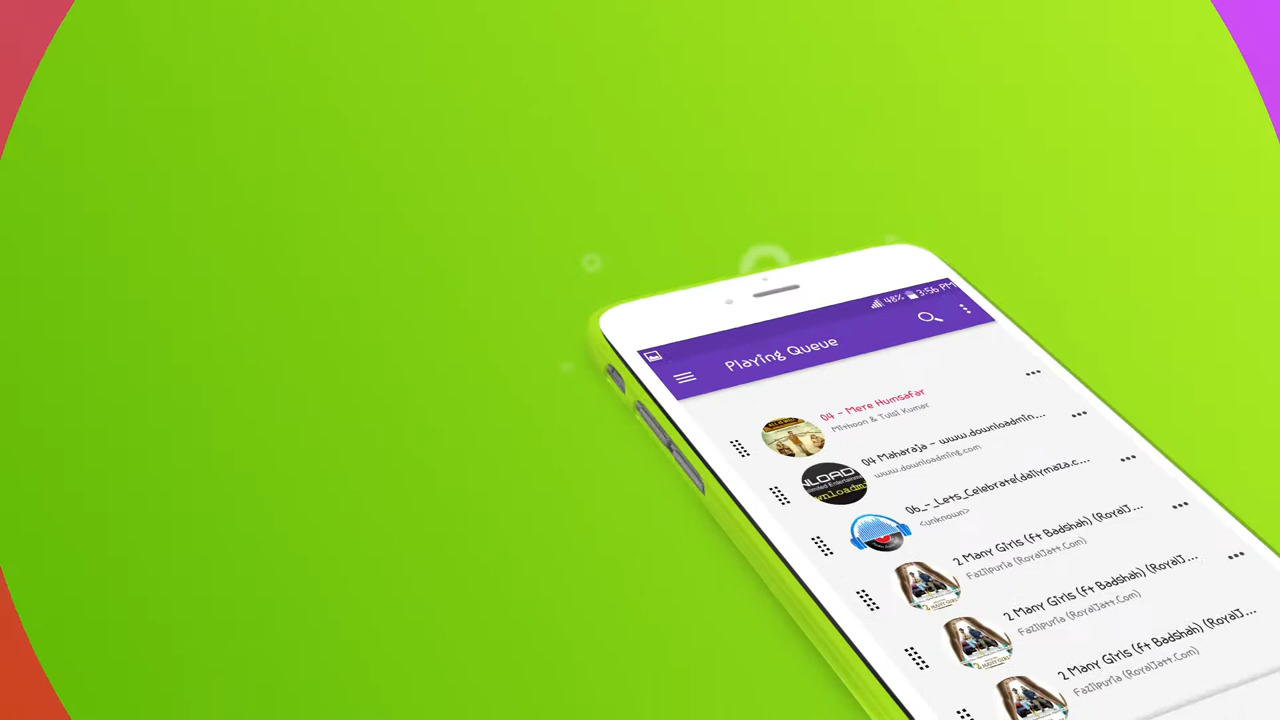 48% 3:56 PM
Playing Queue
04 - Mere Humsafar
Mithoon & Tulsi Kumar
04 Maharaja - www.downloadmin...
www.downloadming.com
06_-_Lets_Celebrate(dailymaza.c...
<unknown>
2 Many Girls (ft Badshah) (RoyalJ...
Fazilpuria (RoyalJatt.Com)
2 Many Girls (ft Badshah) (RoyalJ...
Fazilpuria (RoyalJatt.Com)
2 Many Girls (ft Badshah) (RoyalJ...
Fazilpuria (RoyalJatt.Com)